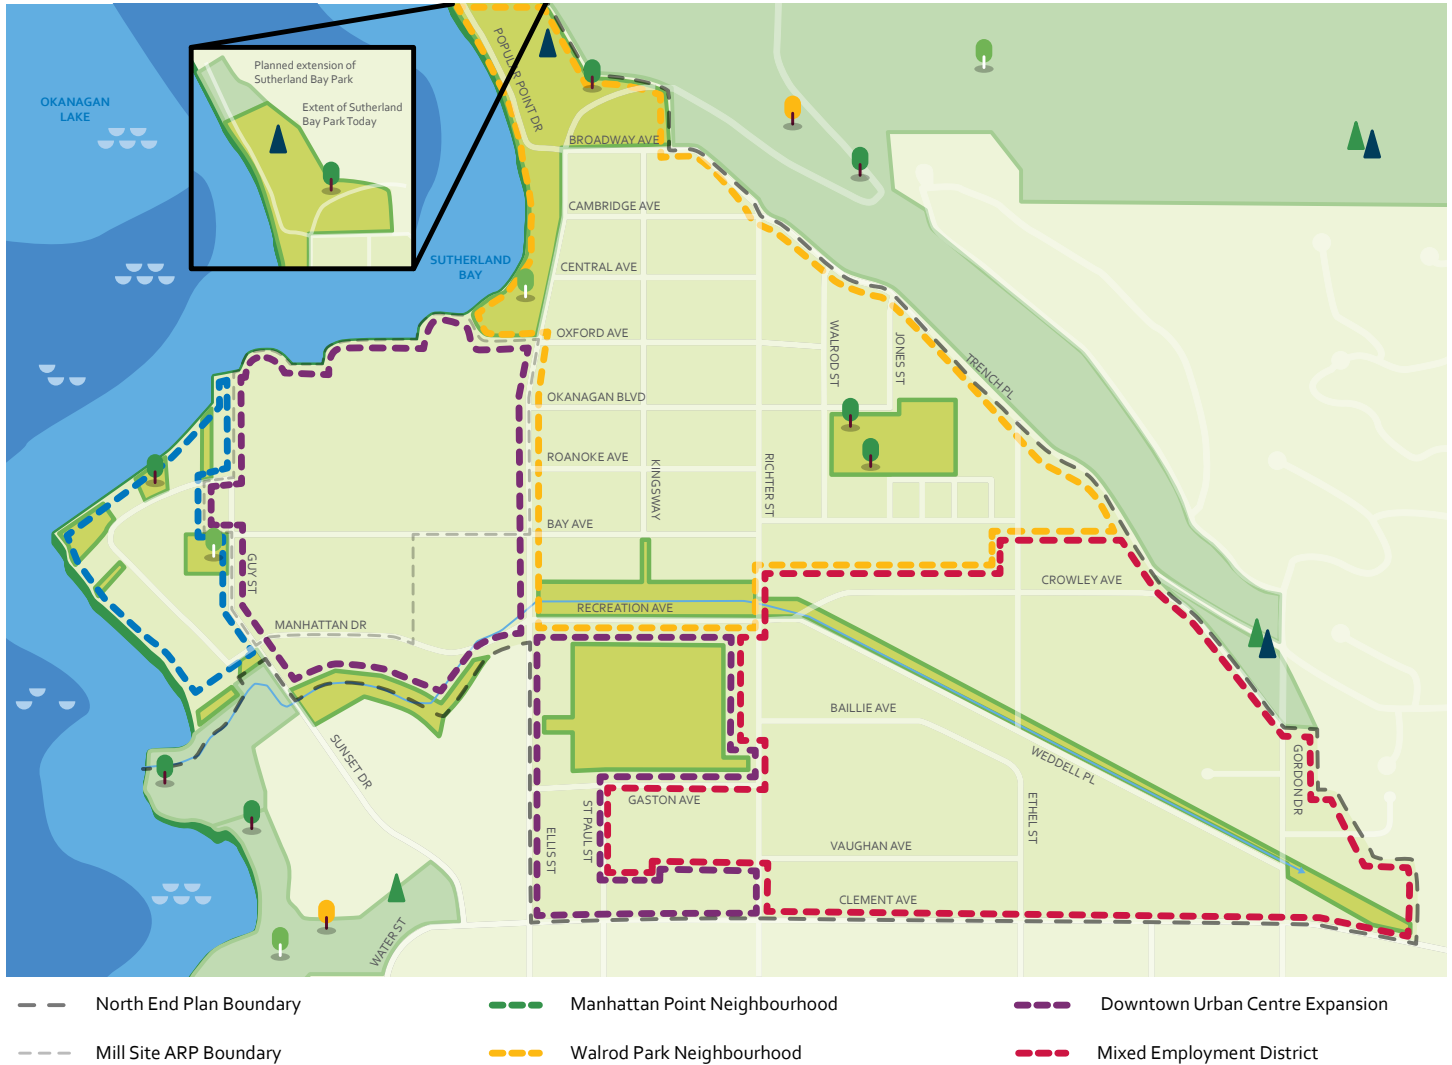 Planned extension of
Sutherland Bay Park
Extent of Sutherland
Bay Park Today
OKANAGAN
LAKE
POPULAR POINT DR
BROADWAY AVE
CAMBRIDGE AVE
SUTHERLAND
BAY
CENTRAL AVE
OXFORD AVE
WALROD ST
JONES ST
TRENCH PL
OKANAGAN BLVD
ROANOKE AVE
KINGSWAY
RICHTER ST
BAY AVE
GUY ST
CROWLEY AVE
RECREATION AVE
MANHATTAN DR
BAILLIE AVE
SUNSET DR
WEDDELL PL
GORDON DR
GASTON AVE
ST PAUL ST
ELLIS ST
ETHEL ST
VAUGHAN AVE
CLEMENT AVE
WATER ST
North End Plan Boundary
Manhattan Point Neighbourhood
Downtown Urban Centre Expansion
Mill Site ARP Boundary
Walrod Park Neighbourhood
Mixed Employment District